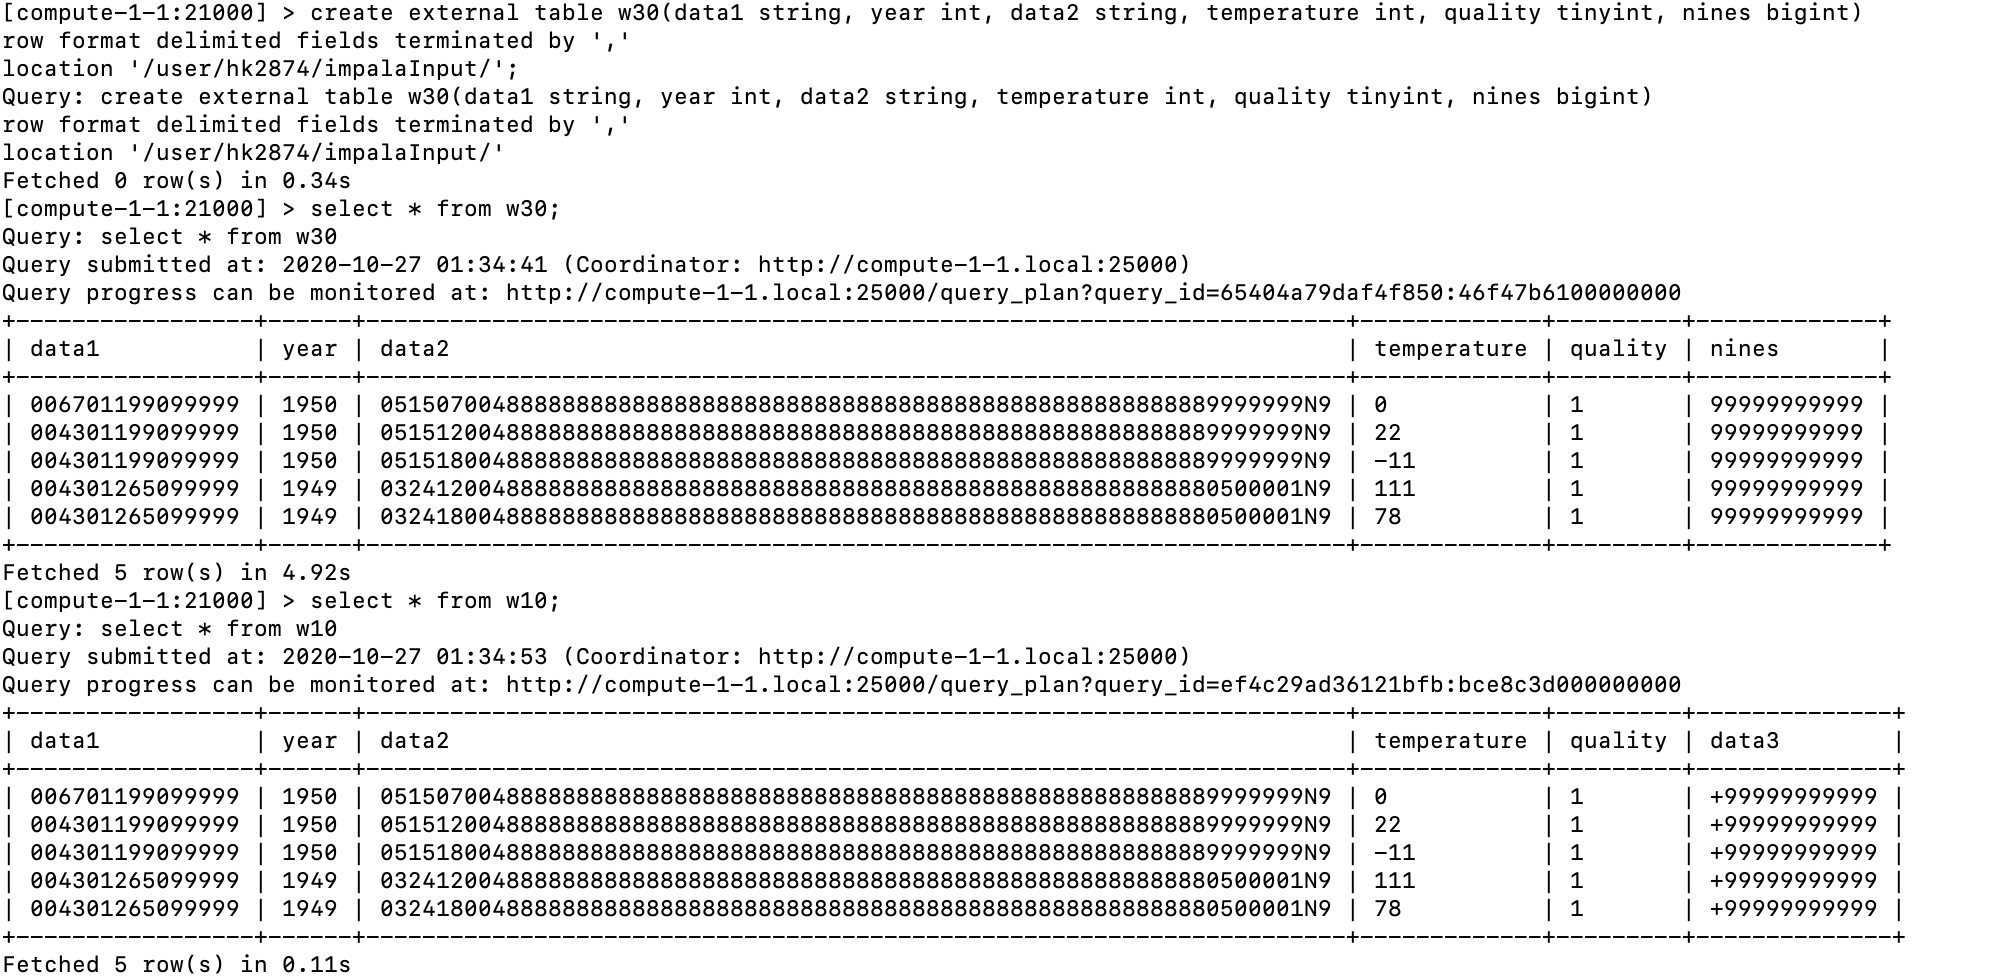 [compute-1-1:21000] > create external table w30(data1 string, year int, data2 string, temperature int, quality tinyint, nines bigint)
row format delimited fields terminated by ','
location '/user/hk2874/impalaInput/';
Query: create external table w30(data1 string, year int, data2 string, temperature int, quality tinyint, nines bigint)
row format delimited fields terminated by ','
location '/user/hk2874/impalaInput/'
Fetched 0 row(s) in 0.34s
[compute-1-1:21000] > select * from w30;
Query: select * from w30
Query submitted at: 2020-10-27 01:34:41 (Coordinator: http://compute-1-1.local:25000)
Query progress can be monitored at: http://compute-1-1.local:25000/query_plan?query_id=65404a79daf4f850:46f47b6100000000
+-----------------+------+----------------------------------------------------------------------+-------------+---------+-------------+
| data1           | year | data2                                                                | temperature | quality | nines       |
+-----------------+------+----------------------------------------------------------------------+-------------+---------+-------------+
| 006701199099999 | 1950 | 051507004888888888888888888888888888888888888888888888888889999999N9 | 0           | 1       | 99999999999 |
| 004301199099999 | 1950 | 051512004888888888888888888888888888888888888888888888888889999999N9 | 22          | 1       | 99999999999 |
| 004301199099999 | 1950 | 051518004888888888888888888888888888888888888888888888888889999999N9 | -11         | 1       | 99999999999 |
| 004301265099999 | 1949 | 032412004888888888888888888888888888888888888888888888888880500001N9 | 111         | 1       | 99999999999 |
| 004301265099999 | 1949 | 032418004888888888888888888888888888888888888888888888888880500001N9 | 78          | 1       | 99999999999 |
+-----------------+------+----------------------------------------------------------------------+-------------+---------+-------------+
Fetched 5 row(s) in 4.92s
[compute-1-1:21000] > select * from w10;
Query: select * from w10
Query submitted at: 2020-10-27 01:34:53 (Coordinator: http://compute-1-1.local:25000)
Query progress can be monitored at: http://compute-1-1.local:25000/query_plan?query_id=ef4c29ad36121bfb:bce8c3d000000000
+-----------------+------+----------------------------------------------------------------------+-------------+---------+--------------+
| data1           | year | data2                                                                | temperature | quality | data3        |
+-----------------+------+----------------------------------------------------------------------+-------------+---------+--------------+
| 006701199099999 | 1950 | 051507004888888888888888888888888888888888888888888888888889999999N9 | 0           | 1       | +99999999999 |
| 004301199099999 | 1950 | 051512004888888888888888888888888888888888888888888888888889999999N9 | 22          | 1       | +99999999999 |
| 004301199099999 | 1950 | 051518004888888888888888888888888888888888888888888888888889999999N9 | -11         | 1       | +99999999999 |
| 004301265099999 | 1949 | 032412004888888888888888888888888888888888888888888888888880500001N9 | 111         | 1       | +99999999999 |
| 004301265099999 | 1949 | 032418004888888888888888888888888888888888888888888888888880500001N9 | 78          | 1       | +99999999999 |
+-----------------+------+----------------------------------------------------------------------+-------------+---------+--------------+
Fetched 5 row(s) in 0.11s